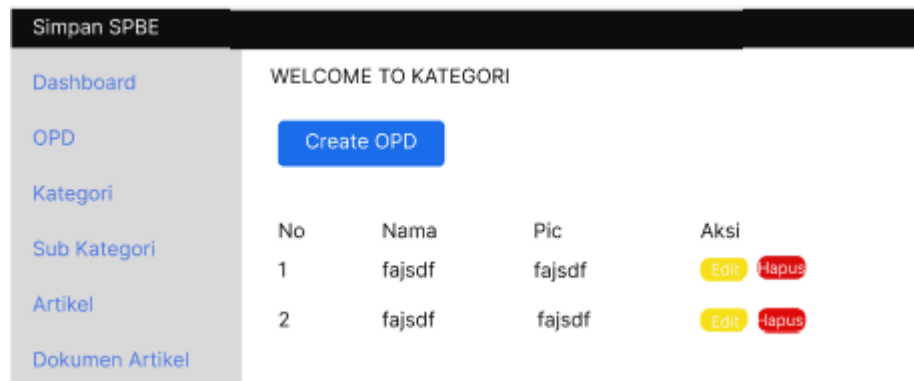 Simpan SPBE
Dashboard
OPD
Kategori
Sub Kategori
Artikel
Dokumen Artikel
WELCOME TO KATEGORI
Create OPD
No Nama Pic Aksi
1 fajsdf fajsdf Edit Hapus
2 fajsdf fajsdf Edit Hapus